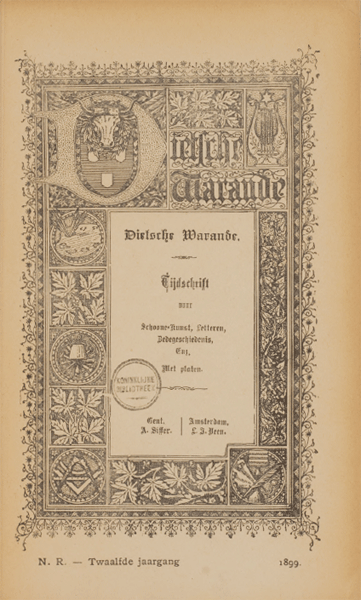 Dietsche
Warande
Dietsche Warande.
Tijdschrift
voor
Schoone-Kunst, Letteren,
Zedegeschiedenis,
Enz,
Met platen.
KONINKLIJKE
Gent.
A. Siffer.
Amsterdam,
L. J. Veen.
N. R. — Twaalfde jaargang
1899.